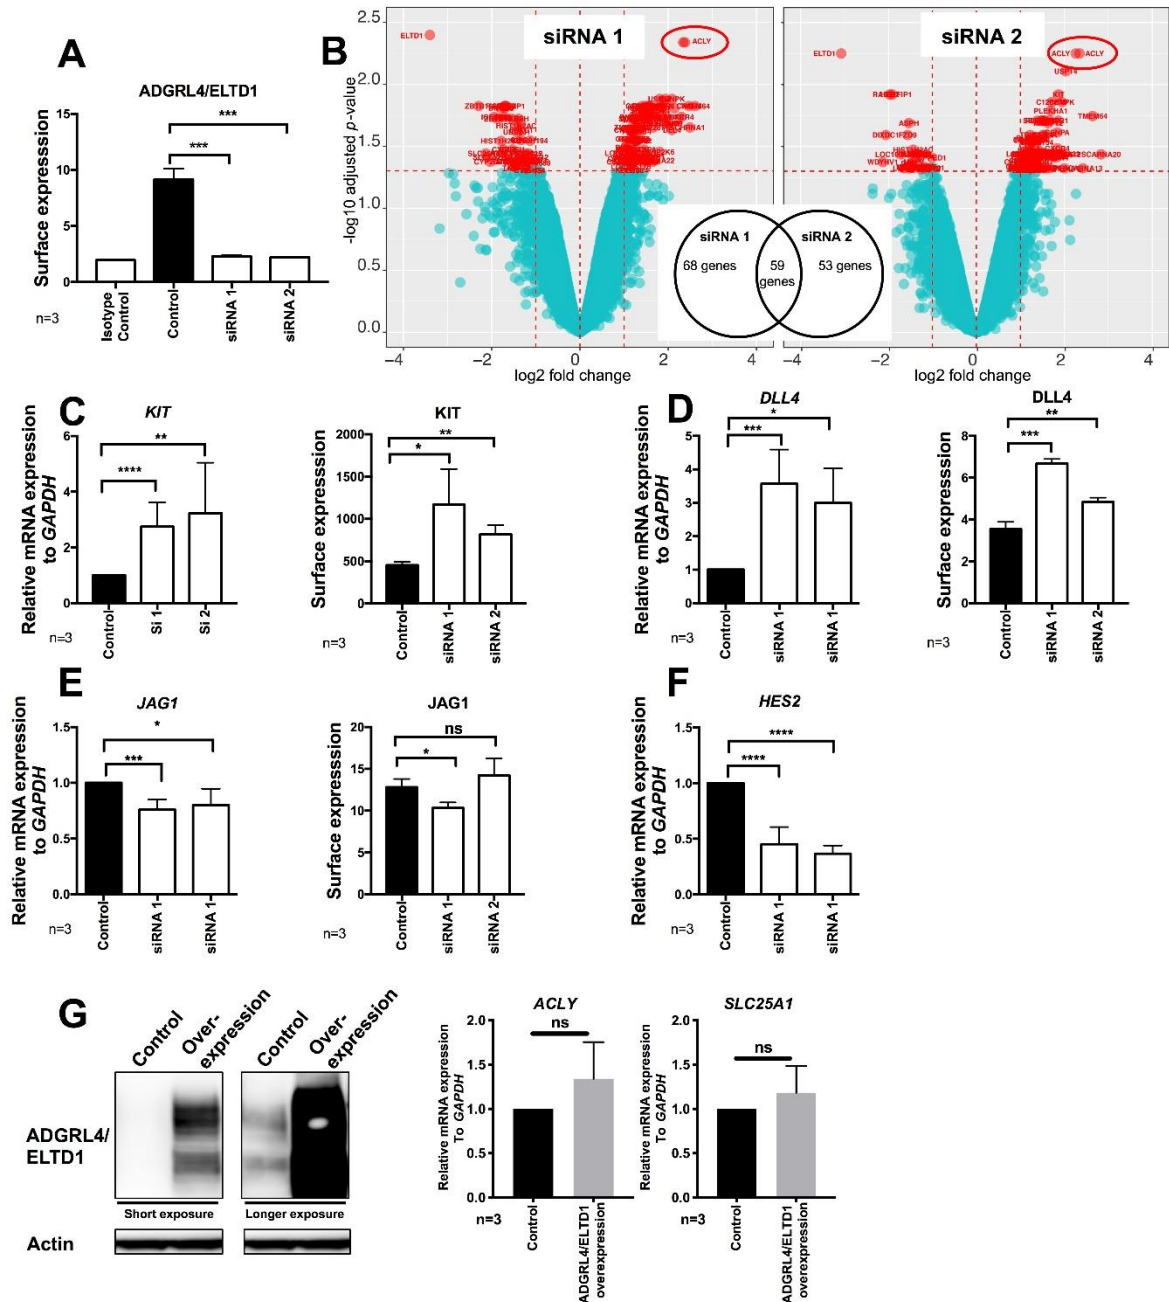 A
ADGRL4/ELTD1
Surface expresssion
15
10
5
0
***
***
Isotype
Control
Control
siRNA 1
siRNA 2
n=3
B
siRNA 1
siRNA 2
-log10 adjusted p-value
2.5
2.0
1.5
1.0
0.5
0.0
ELTD1
ACLY
ELTD1
ACLY
ACLY
USP14
KIT
PLEKHA1
TMEM64
ASPH
siRNA 1
siRNA 2
68 genes
59
genes
53 genes
−4
−2
0
2
4
−4
−2
0
2
4
log2 fold change
log2 fold change
C
KIT
Relative mRNA expression
to GAPDH
6
4
2
0
**
****
Control
Si 1
Si 2
n=3
KIT
Surface expresssion
2000
1500
1000
500
0
**
*
Control
siRNA 1
siRNA 2
D
DLL4
Relative mRNA expression
to GAPDH
5
4
3
2
1
0
*
***
Control
siRNA 1
siRNA 1
n=3
DLL4
Surface expresssion
8
6
4
2
0
**
***
Control
siRNA 1
siRNA 2
n=3
E
JAG1
Relative mRNA expression
to GAPDH
1.5
1.0
0.5
0.0
*
***
Control
siRNA 1
siRNA 1
n=3
JAG1
Surface expression
20
15
10
5
0
ns
*
Control
siRNA 1
siRNA 2
n=3
F
HES2
Relative mRNA expression
to GAPDH
1.5
1.0
0.5
0.0
****
****
Control
siRNA 1
siRNA 1
n=3
G
Control
Over-
expression
Control
Over-
expression
ADGRL4/
ELTD1
Short exposure
Longer exposure
Actin
ACLY
Relative mRNA expression
To GAPDH
2.0
1.5
1.0
0.5
0.0
ns
n=3
Control
ADGRL4/ELTD1
overexpression
SLC25A1
Relative mRNA expression
To GAPDH
2.0
1.5
1.0
0.5
0.0
ns
n=3
Control
ADGRL4/ELTD1
overexpression